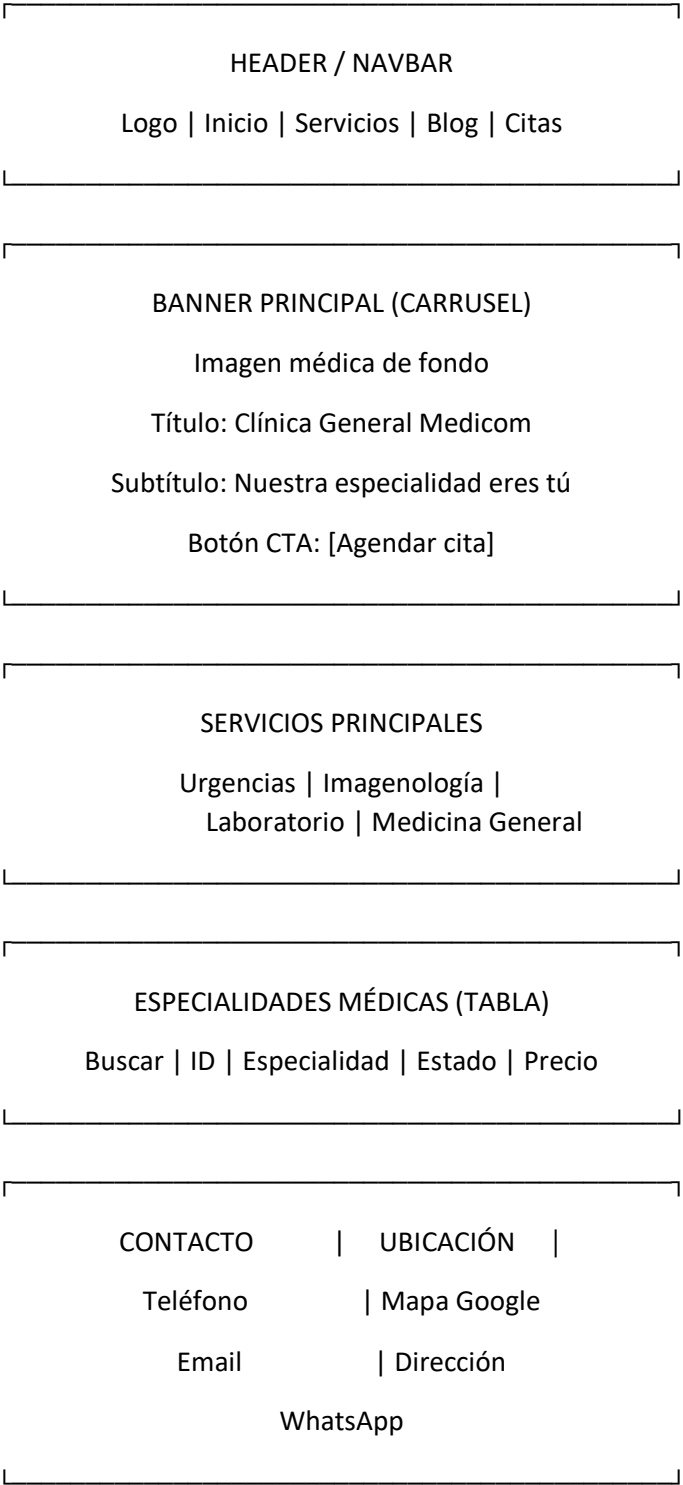 HEADER / NAVBAR
Logo | Inicio | Servicios | Blog | Citas
BANNER PRINCIPAL (CARRUSEL)
Imagen médica de fondo
Título: Clínica General Medicom
Subtítulo: Nuestra especialidad eres tú
Botón CTA: [Agendar cita]
SERVICIOS PRINCIPALES
Urgencias | Imagenología |
Laboratorio | Medicina General
ESPECIALIDADES MÉDICAS (TABLA)
Buscar | ID | Especialidad | Estado | Precio
CONTACTO | UBICACIÓN |
Teléfono | Mapa Google
Email | Dirección
WhatsApp